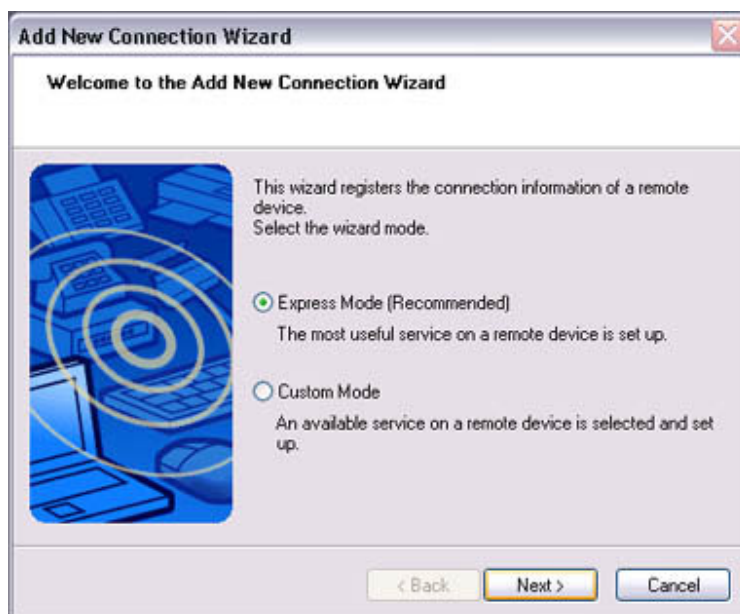 Add New Connection Wizard
Welcome to the Add New Connection Wizard
This wizard registers the connection information of a remote
device.
Select the wizard mode.
Express Mode (Recommended)
The most useful service on a remote device is set up.
Custom Mode
An available service on a remote device is selected and set
up.
< Back
Next >
Cancel